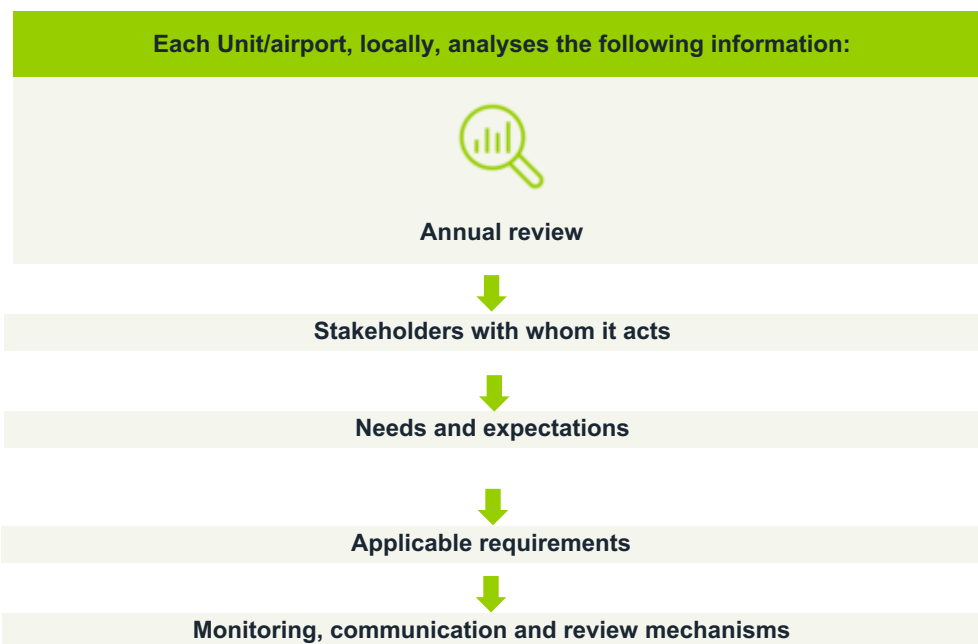 Each Unit/airport, locally, analyses the following information:
Annual review
Stakeholders with whom it acts
Needs and expectations
Applicable requirements
Monitoring, communication and review mechanisms